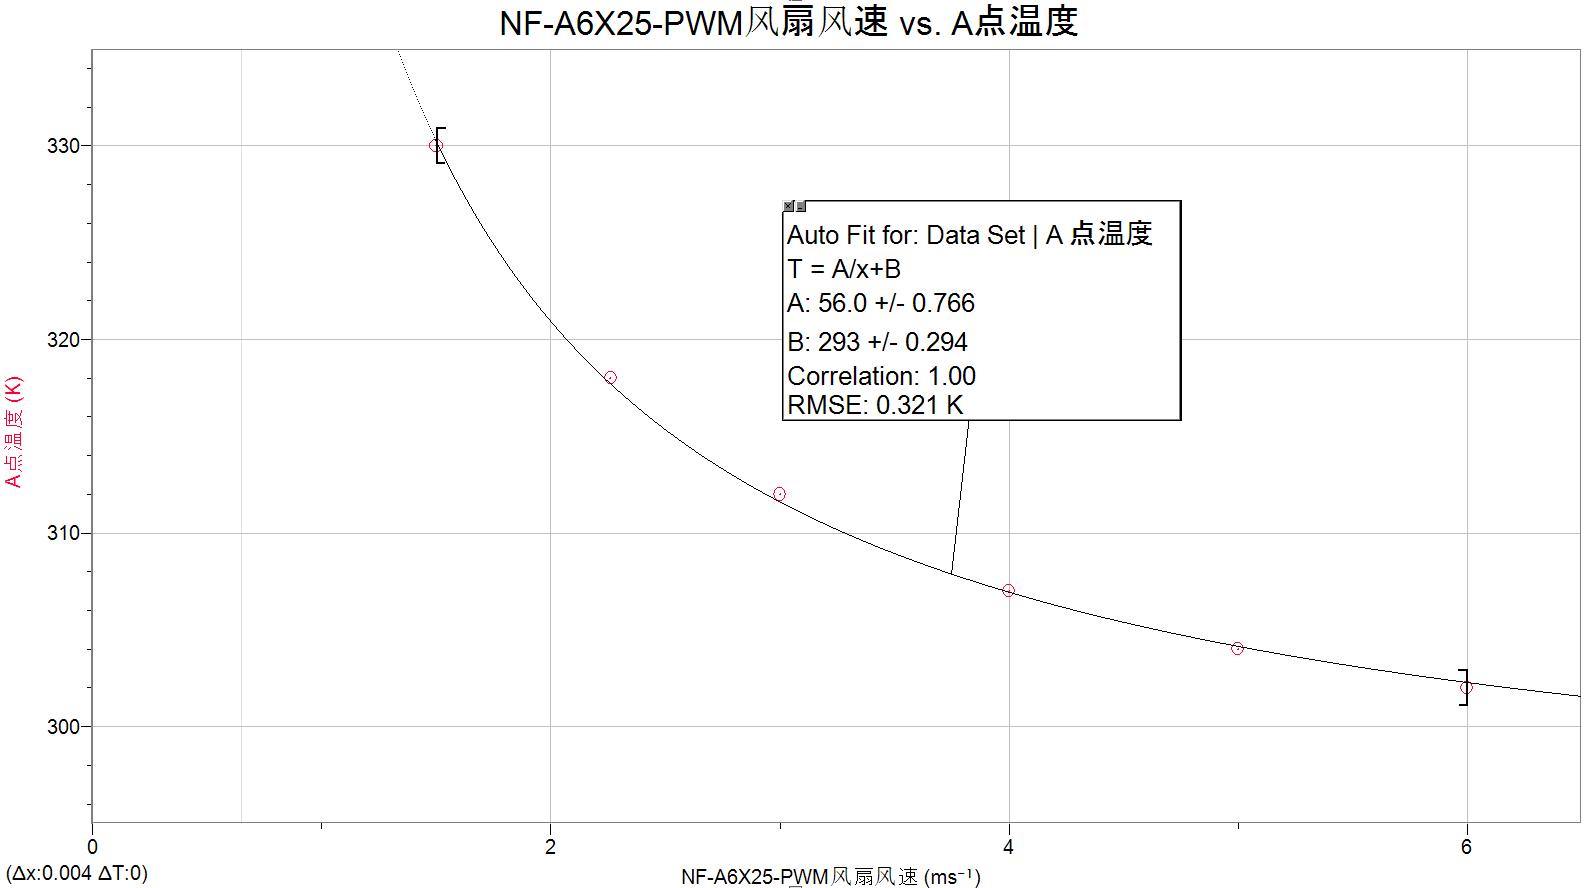 NF-A6X25-PWM风扇风速 vs. A点温度
330
320
310
300
A点温度 (K)
Auto Fit for: Data Set | A 点温度
T = A/x+B
A: 56.0 +/- 0.766
B: 293 +/- 0.294
Correlation: 1.00
RMSE: 0.321 K
0 2 4 6
(Δx:0.004 ΔT:0)
NF-A6X25-PWM风扇风速 (ms⁻¹)